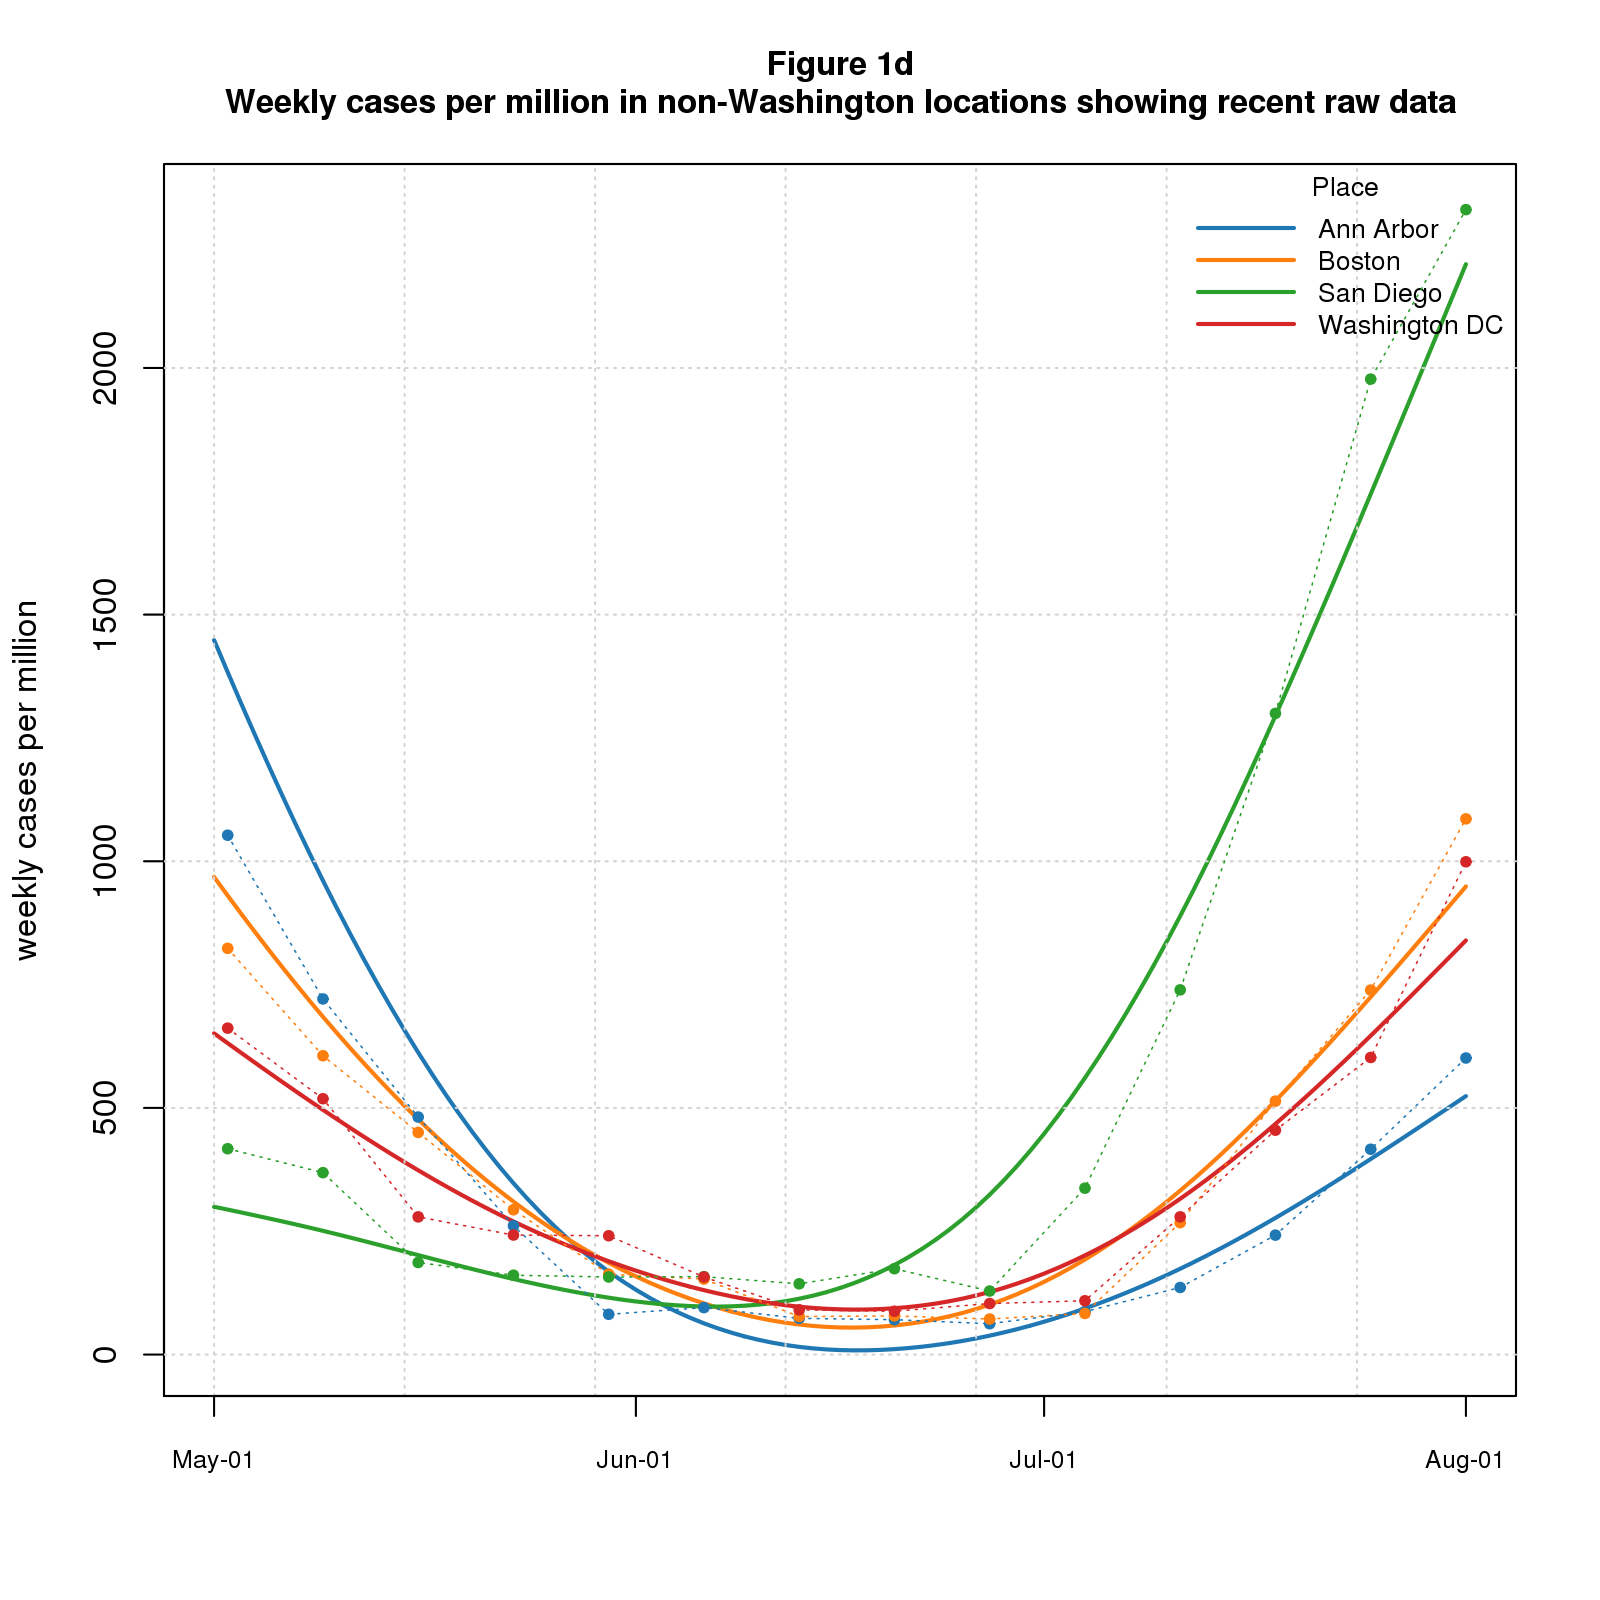 Figure 1d
Weekly cases per million in non-Washington locations showing recent raw data
Place
Ann Arbor
Boston
San Diego
Washington DC
weekly cases per million
2000
1500
1000
500
0
May-01
Jun-01
Jul-01
Aug-01